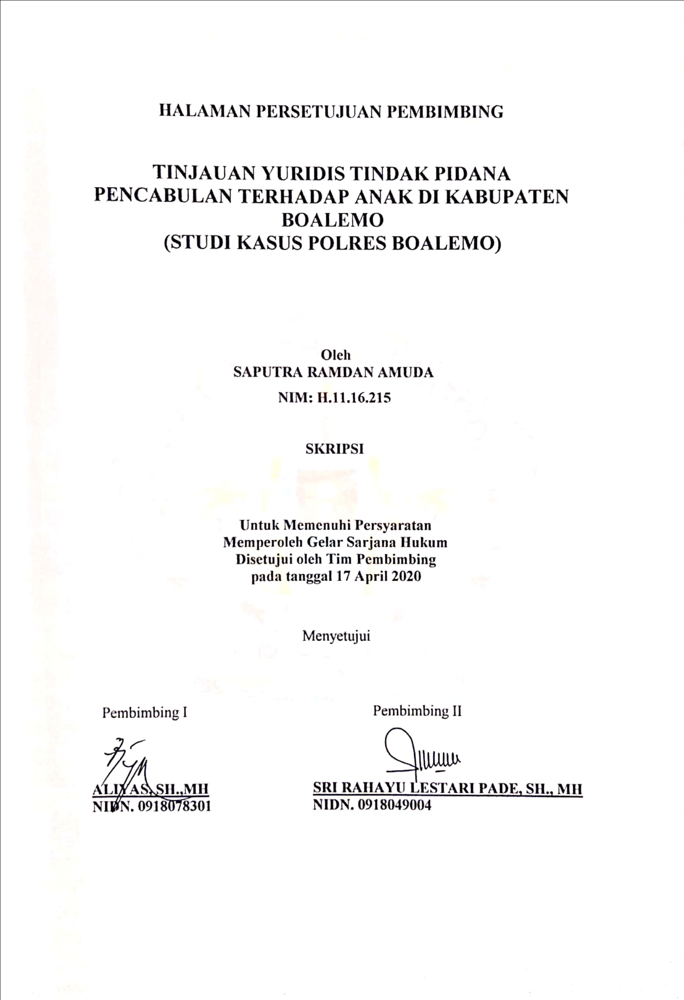 HALAMAN PERSETUJUAN PEMBIMBING
TINJAUAN YURIDIS TINDAK PIDANA
PENCABULAN TERHADAP ANAK DI KABUPATEN
BOALEMO
(STUDI KASUS POLRES BOALEMO)
Oleh
SAPUTRA RAMDAN AMUDA
NIM: H.11.16.215
SKRIPSI
Untuk Memenuhi Persyaratan
Memperoleh Gelar Sarjana Hukum
Disetujui oleh Tim Pembimbing
pada tanggal 17 April 2020
Menyetujui
Pembimbing I
Pembimbing II
ALIYAS, SH.,MH
SRI RAHAYU LESTARI PADE, SH., MH
NIDN. 0918078301
NIDN. 0918049004